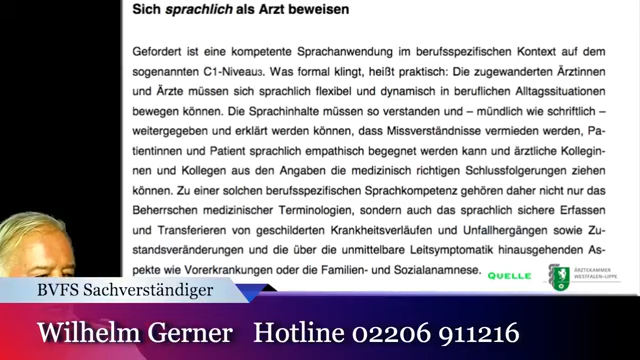 Sich sprachlich als Arzt beweisen
Gefordert ist eine kompetente Sprachanwendung im berufsspezifischen Kontext auf dem
sogenannten C1-Niveau3. Was formal klingt, heißt praktisch: Die zugewanderten Ärztinnen
und Ärzte müssen sich sprachlich flexibel und dynamisch in beruflichen Alltagssituationen
bewegen können. Die Sprachinhalte müssen so verstanden und – mündlich wie schriftlich –
weitergegeben und erklärt werden können, dass Missverständnisse vermieden werden, Pa-
tientinnen und Patient sprachlich empathisch begegnet werden kann und ärztliche Kollegin-
nen und Kollegen aus den Angaben die medizinisch richtigen Schlussfolgerungen ziehen
können. Zu einer solchen berufsspezifischen Sprachkompetenz gehören daher nicht nur das
Beherrschen medizinischer Terminologien, sondern auch das sprachlich sichere Erfassen
und Transferieren von geschilderten Krankheitsverläufen und Unfallhergängen sowie Zu-
standsveränderungen und die über die unmittelbare Leitsymptomatik hinausgehenden As-
pekte wie Vorerkrankungen oder die Familien- und Sozialanamnese.
QUELLE
ÄRZTEKAMMER
WESTFALEN-LIPPE
BVFS Sachverständiger
Wilhelm Gerner Hotline 02206 911216